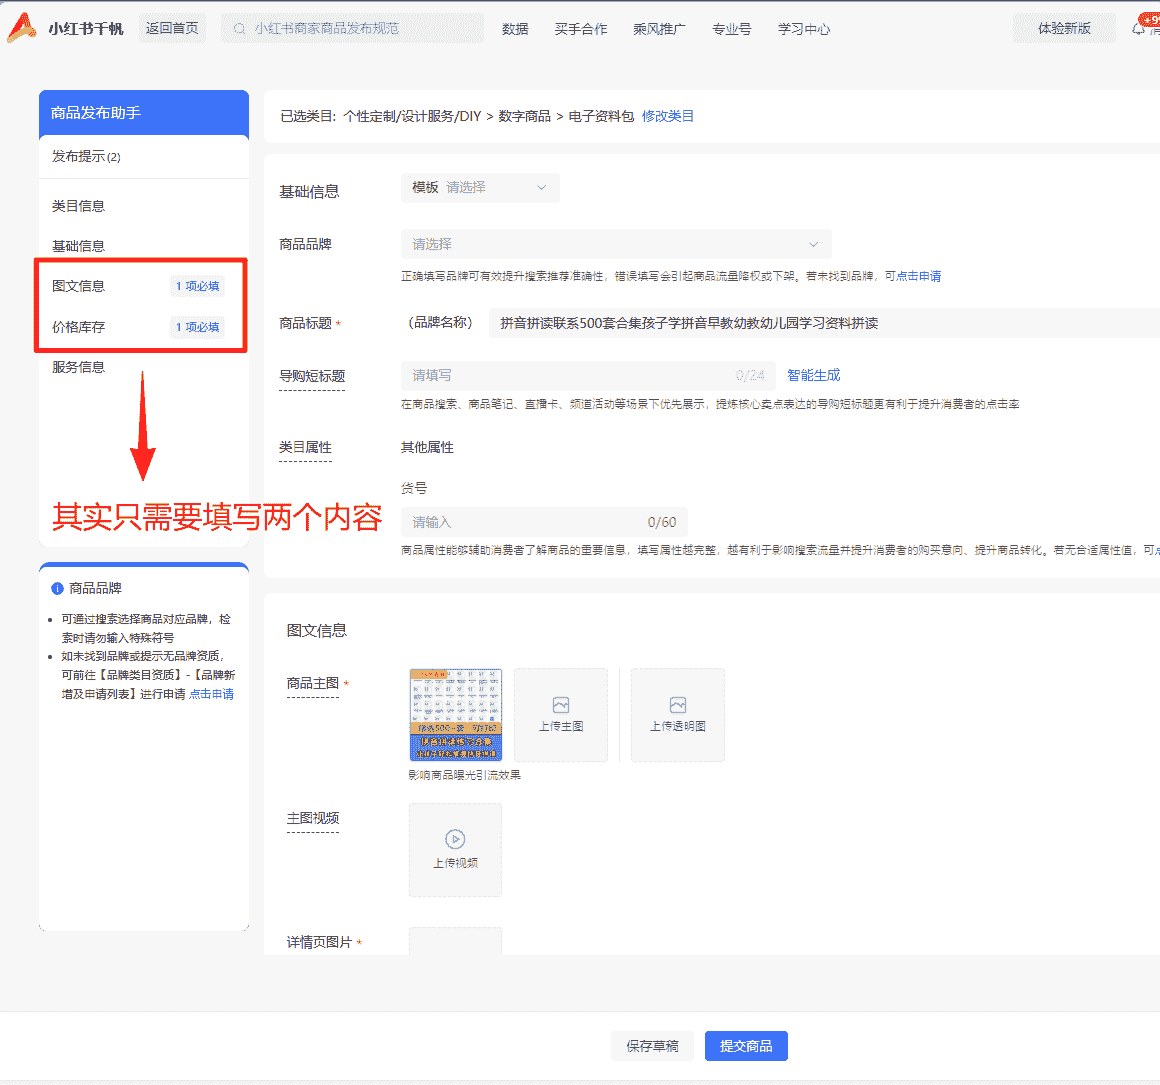 小红书千帆
返回首页
小红书商家商品发布规范
数据
买手合作
乘风推广
专业号
学习中心
体验新版
商品发布助手
发布提示(2)
类目信息
基础信息
图文信息 1 项必填
价格库存 1 项必填
服务信息
其实只需要填写两个内容
商品品牌
可通过搜索选择商品对应品牌，检
索时请勿输入特殊符号
如未找到品牌或提示无品牌资质，
可前往【品牌类目资质】-【品牌新
增及申请列表】进行申请 点击申请
已选类目: 个性定制/设计服务/DIY > 数字商品 > 电子资料包 修改类目
基础信息
模板 请选择
商品品牌
请选择
正确填写品牌可有效提升搜索推荐准确性，错误填写会引起商品流量降权或下架。若未找到品牌，可点击申请
商品标题 *
（品牌名称）
拼音拼读联系500套合集孩子学拼音早教幼教幼儿园学习资料拼读
导购短标题
请填写 0/24
智能生成
在商品搜索、商品笔记、直播卡、频道活动等场景下优先展示，提炼核心卖点表达的导购短标题更有利于提升消费者的点击率
类目属性
其他属性
货号
请输入 0/60
商品属性能够辅助消费者了解商品的重要信息，填写属性越完整，越有利于影响搜索流量并提升消费者的购买意向、提升商品转化。若无合适属性值，可点
图文信息
商品主图 *
上传主图
上传透明图
影响商品曝光引流效果
主图视频
上传视频
详情页图片 *
保存草稿
提交商品